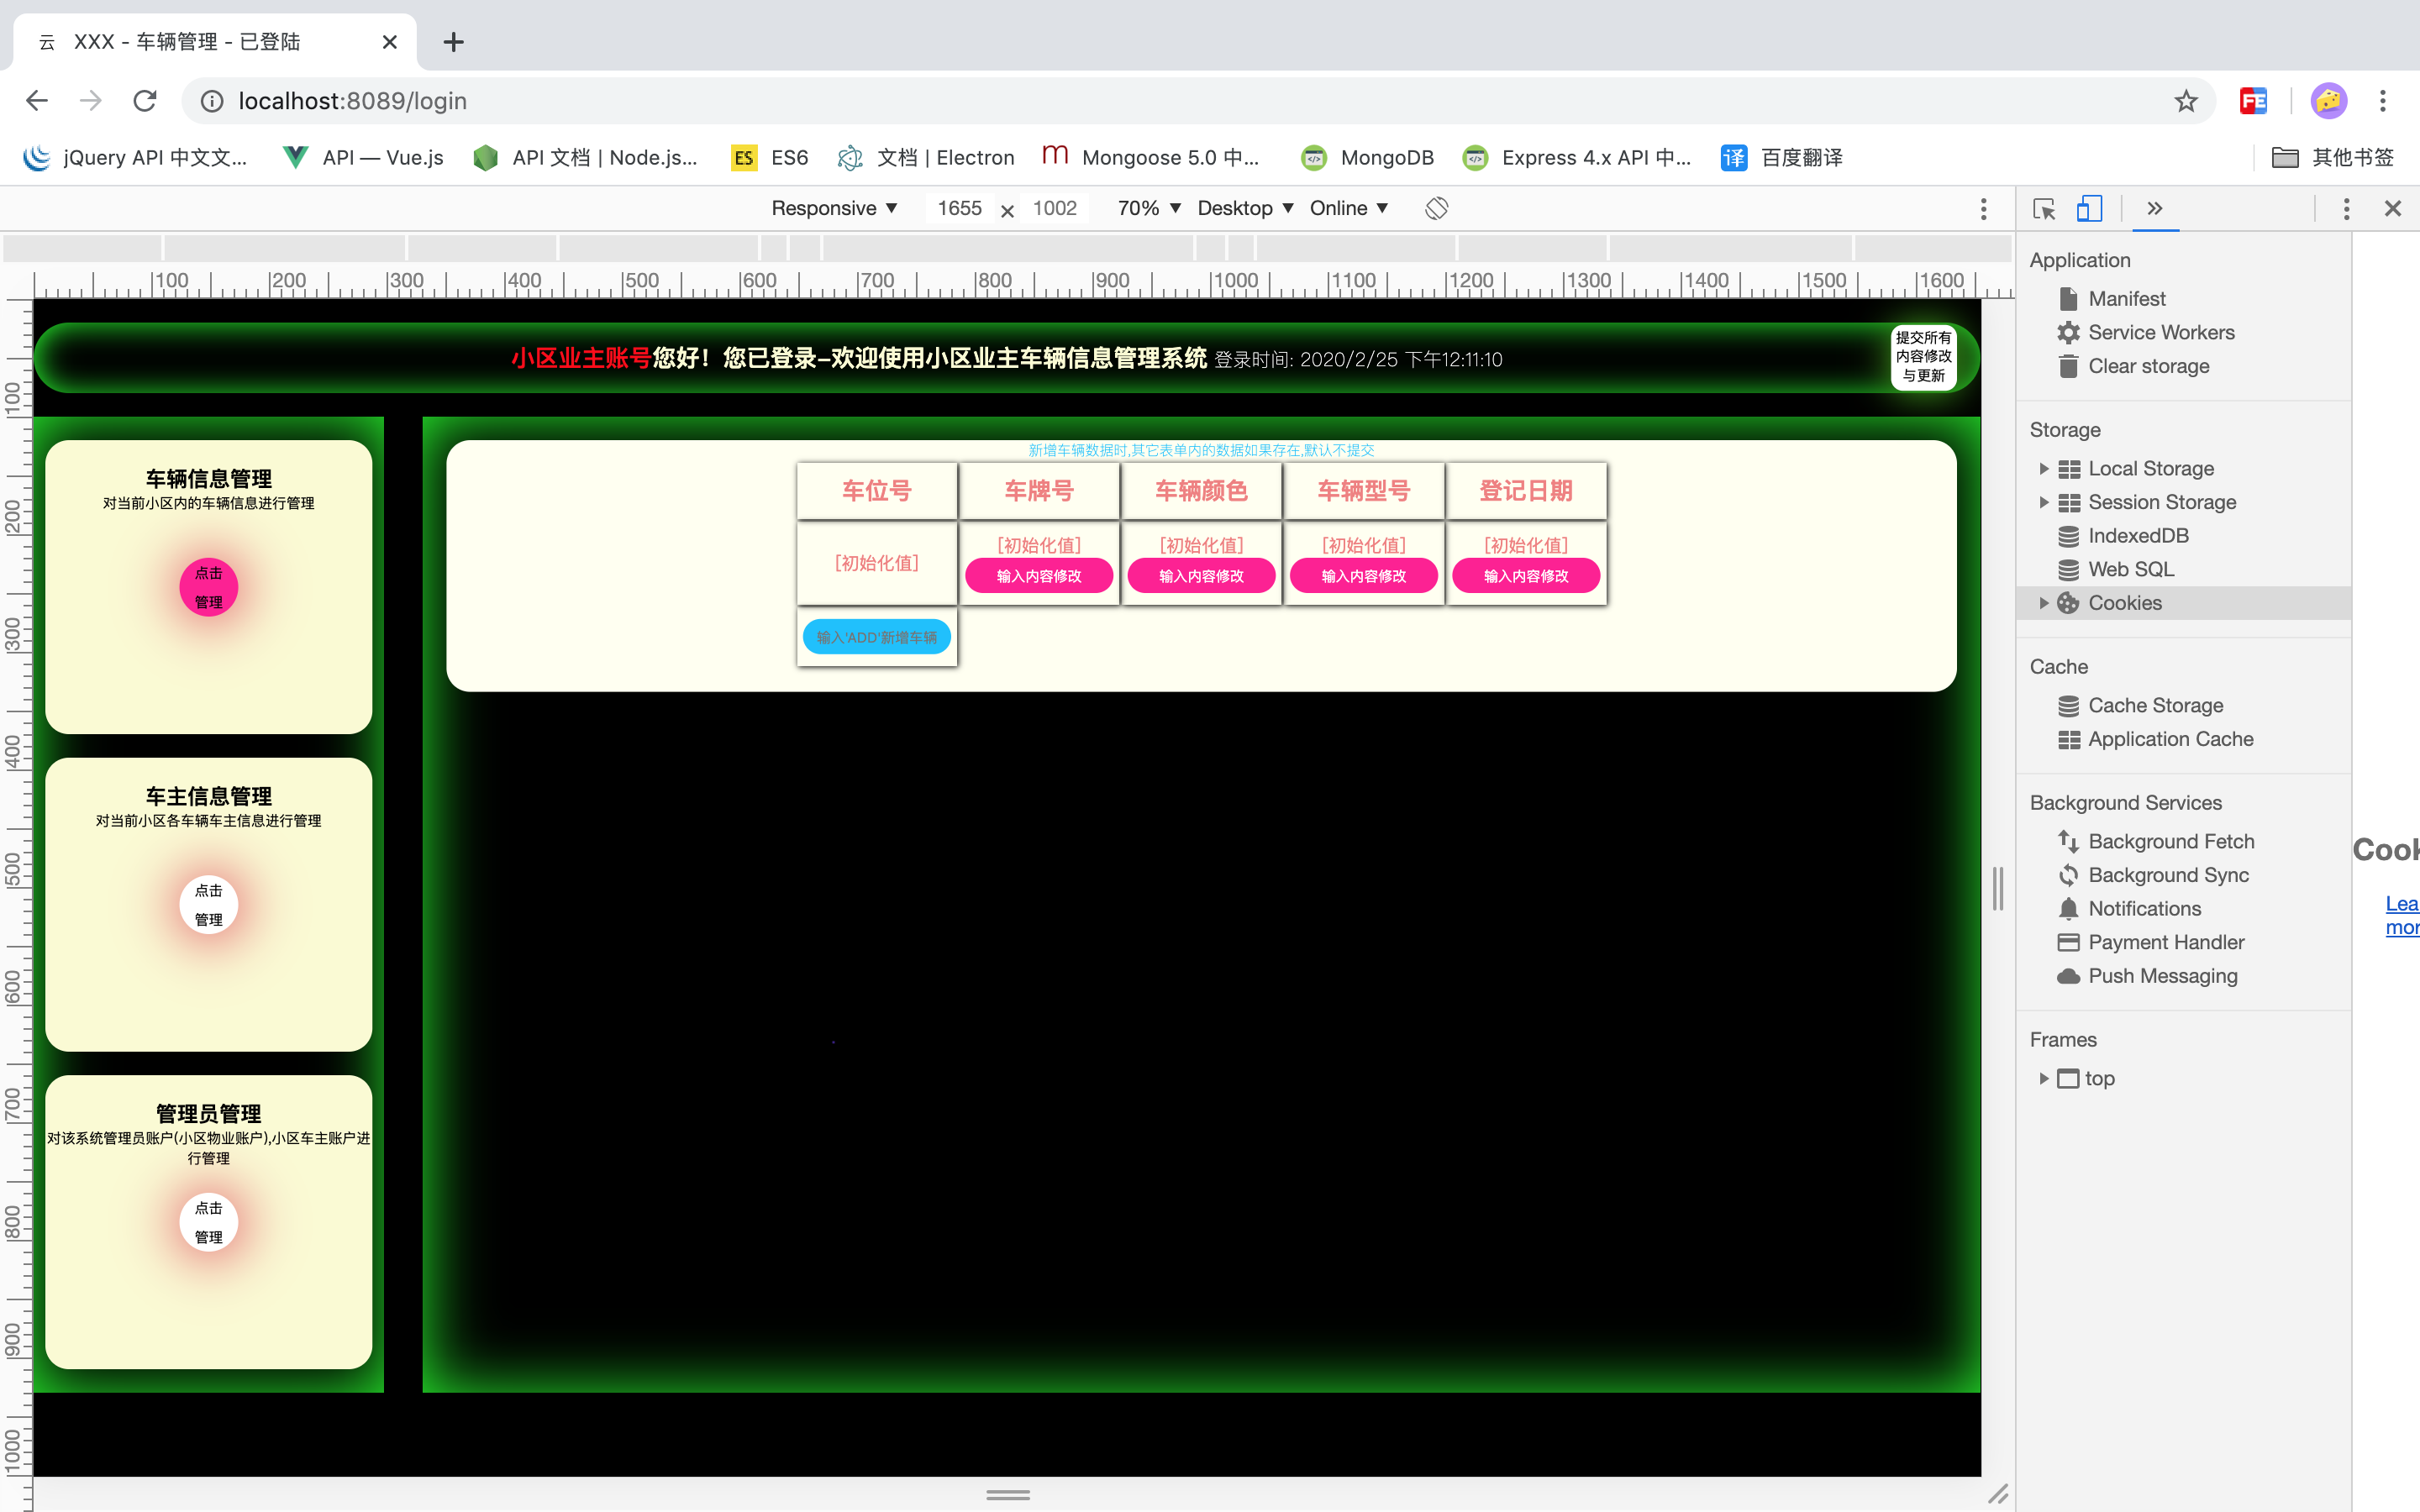 云 XXX - 车辆管理 - 已登陆
localhost:8089/login
FE
jQuery API 中文文... API — Vue.js API 文档 | Node.js... ES ES6 文档 | Electron m Mongoose 5.0 中... MongoDB Express 4.x API 中... 译 百度翻译 其他书签
Responsive 1655 × 1002 70% Desktop Online
100 200 300 400 500 600 700 800 900 1000 1100 1200 1300 1400 1500 1600
100
200
300
400
500
600
700
800
900
1000
小区业主账号您好！您已登录-欢迎使用小区业主车辆信息管理系统 登录时间: 2020/2/25 下午12:11:10
提交所有
内容修改
与更新
车辆信息管理
对当前小区内的车辆信息进行管理
点击
管理
车主信息管理
对当前小区各车辆车主信息进行管理
点击
管理
管理员管理
对该系统管理员账户(小区物业账户),小区车主账户进
行管理
点击
管理
新增车辆数据时,其它表单内的数据如果存在,默认不提交
车位号 车牌号 车辆颜色 车辆型号 登记日期
[初始化值] [初始化值] [初始化值] [初始化值] [初始化值]
输入内容修改 输入内容修改 输入内容修改 输入内容修改
输入'ADD'新增车辆
Application
Manifest
Service Workers
Clear storage
Storage
Local Storage
Session Storage
IndexedDB
Web SQL
Cookies
Cache
Cache Storage
Application Cache
Background Services
Background Fetch
Background Sync
Notifications
Payment Handler
Push Messaging
Frames
top
Cook
Lea
mor